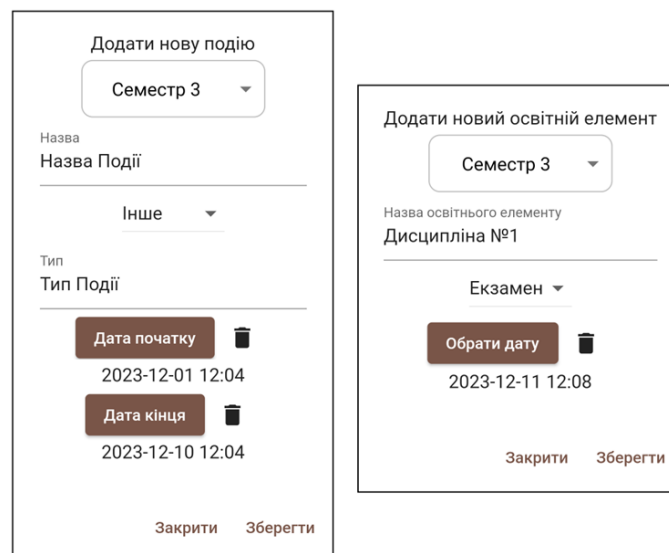 Додати нову подію
Семестр 3
Назва
Назва Події
Інше
Тип
Тип Події
Дата початку
2023-12-01 12:04
Дата кінця
2023-12-10 12:04
Закрити Зберегти
Додати новий освітній елемент
Семестр 3
Назва освітнього елементу
Дисципліна №1
Екзамен
Обрати дату
2023-12-11 12:08
Закрити Зберегти